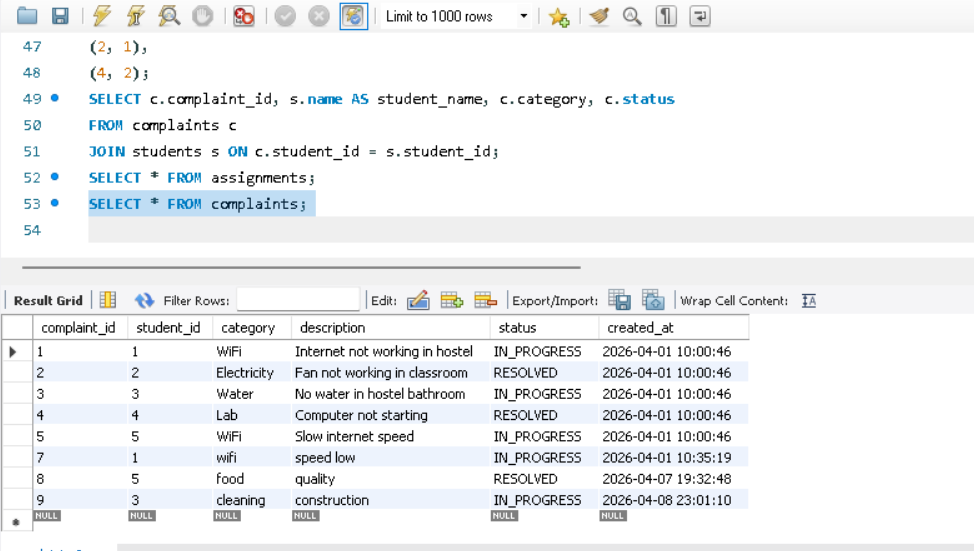 Limit to 1000 rows
47 (2, 1),
48 (4, 2);
49 SELECT c.complaint_id, s.name AS student_name, c.category, c.status
50 FROM complaints c
51 JOIN students s ON c.student_id = s.student_id;
52 SELECT * FROM assignments;
53 SELECT * FROM complaints;
54
Result Grid Filter Rows: Edit: Export/Import: Wrap Cell Content:
complaint_id student_id category description status created_at
1 1 WiFi Internet not working in hostel IN_PROGRESS 2026-04-01 10:00:46
2 2 Electricity Fan not working in classroom RESOLVED 2026-04-01 10:00:46
3 3 Water No water in hostel bathroom IN_PROGRESS 2026-04-01 10:00:46
4 4 Lab Computer not starting RESOLVED 2026-04-01 10:00:46
5 5 WiFi Slow internet speed IN_PROGRESS 2026-04-01 10:00:46
7 1 wifi speed low IN_PROGRESS 2026-04-01 10:35:19
8 5 food quality RESOLVED 2026-04-07 19:32:48
9 3 cleaning construction IN_PROGRESS 2026-04-08 23:01:10
NULL NULL NULL NULL NULL NULL